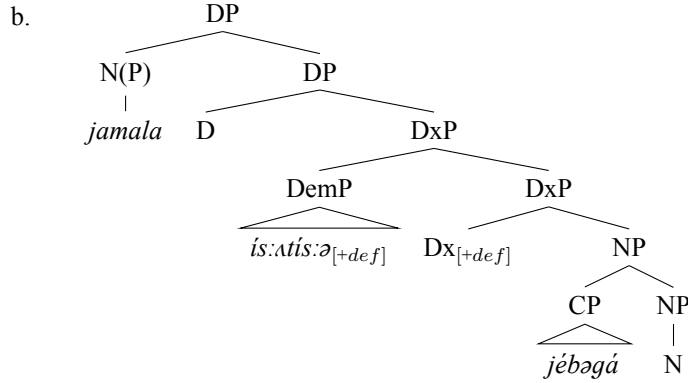 b. DP
N(P) DP
jamala D DxP
DemP DxP
ís:ʌtís:ə[+def] Dx[+def] NP
CP NP
jébəgá N